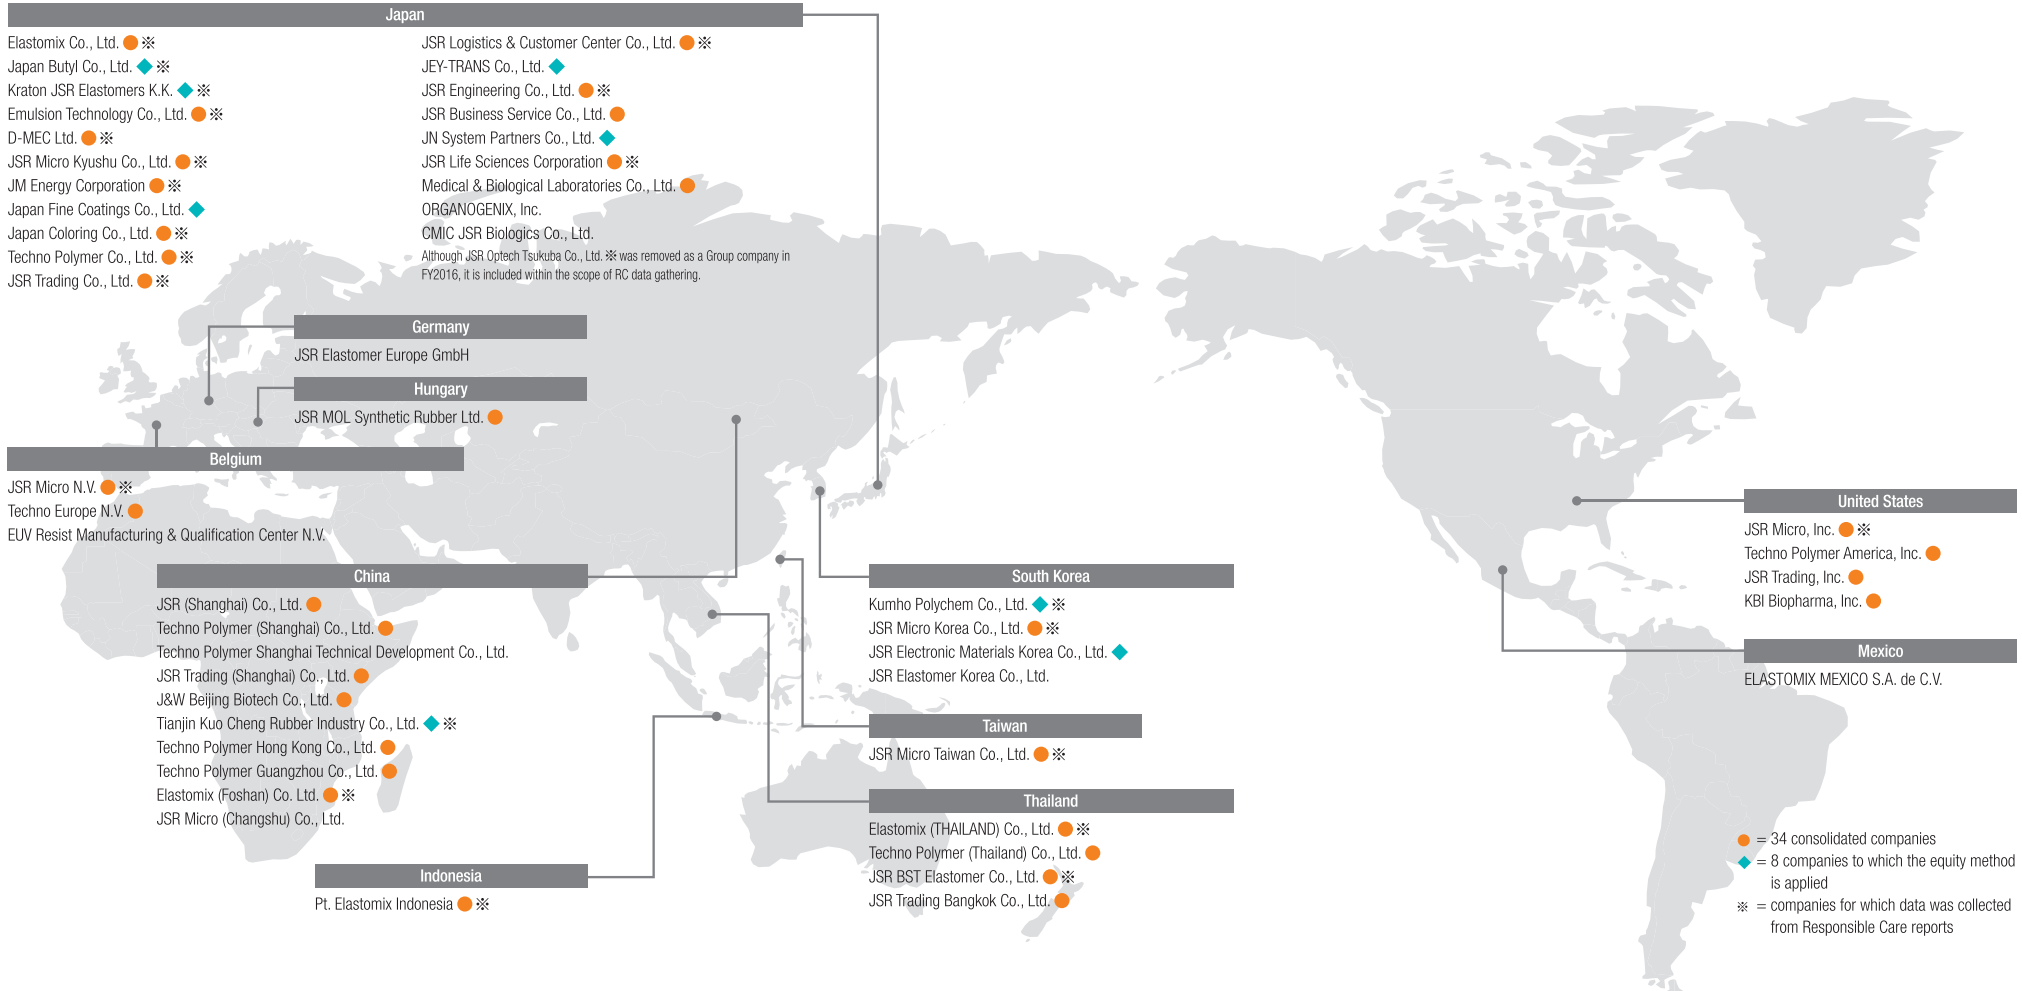 Japan
Elastomix Co., Ltd. ● ※
Japan Butyl Co., Ltd. ◆ ※
Kraton JSR Elastomers K.K. ◆ ※
Emulsion Technology Co., Ltd. ● ※
D-MEC Ltd. ● ※
JSR Micro Kyushu Co., Ltd. ● ※
JM Energy Corporation ● ※
Japan Fine Coatings Co., Ltd. ◆
Japan Coloring Co., Ltd. ● ※
Techno Polymer Co., Ltd. ● ※
JSR Trading Co., Ltd. ● ※
JSR Logistics & Customer Center Co., Ltd. ● ※
JEY-TRANS Co., Ltd. ◆
JSR Engineering Co., Ltd. ● ※
JSR Business Service Co., Ltd. ●
JN System Partners Co., Ltd. ◆
JSR Life Sciences Corporation ● ※
Medical & Biological Laboratories Co., Ltd. ●
ORGANOGENIX, Inc.
CMIC JSR Biologics Co., Ltd.
Although JSR Optech Tsukuba Co., Ltd. ※ was removed as a Group company in
FY2016, it is included within the scope of RC data gathering.
Germany
JSR Elastomer Europe GmbH
Hungary
JSR MOL Synthetic Rubber Ltd. ●
Belgium
JSR Micro N.V. ● ※
Techno Europe N.V. ●
EUV Resist Manufacturing & Qualification Center N.V.
China
JSR (Shanghai) Co., Ltd. ●
Techno Polymer (Shanghai) Co., Ltd. ●
Techno Polymer Shanghai Technical Development Co., Ltd.
JSR Trading (Shanghai) Co., Ltd. ●
J&W Beijing Biotech Co., Ltd. ●
Tianjin Kuo Cheng Rubber Industry Co., Ltd. ◆ ※
Techno Polymer Hong Kong Co., Ltd. ●
Techno Polymer Guangzhou Co., Ltd. ●
Elastomix (Foshan) Co. Ltd. ● ※
JSR Micro (Changshu) Co., Ltd.
Indonesia
Pt. Elastomix Indonesia ● ※
South Korea
Kumho Polychem Co., Ltd. ◆ ※
JSR Micro Korea Co., Ltd. ● ※
JSR Electronic Materials Korea Co., Ltd. ◆
JSR Elastomer Korea Co., Ltd.
Taiwan
JSR Micro Taiwan Co., Ltd. ● ※
Thailand
Elastomix (THAILAND) Co., Ltd. ● ※
Techno Polymer (Thailand) Co., Ltd. ●
JSR BST Elastomer Co., Ltd. ● ※
JSR Trading Bangkok Co., Ltd. ●
United States
JSR Micro, Inc. ● ※
Techno Polymer America, Inc. ●
JSR Trading, Inc. ●
KBI Biopharma, Inc. ●
Mexico
ELASTOMIX MEXICO S.A. de C.V.
● = 34 consolidated companies
◆ = 8 companies to which the equity method
is applied
※ = companies for which data was collected
from Responsible Care reports